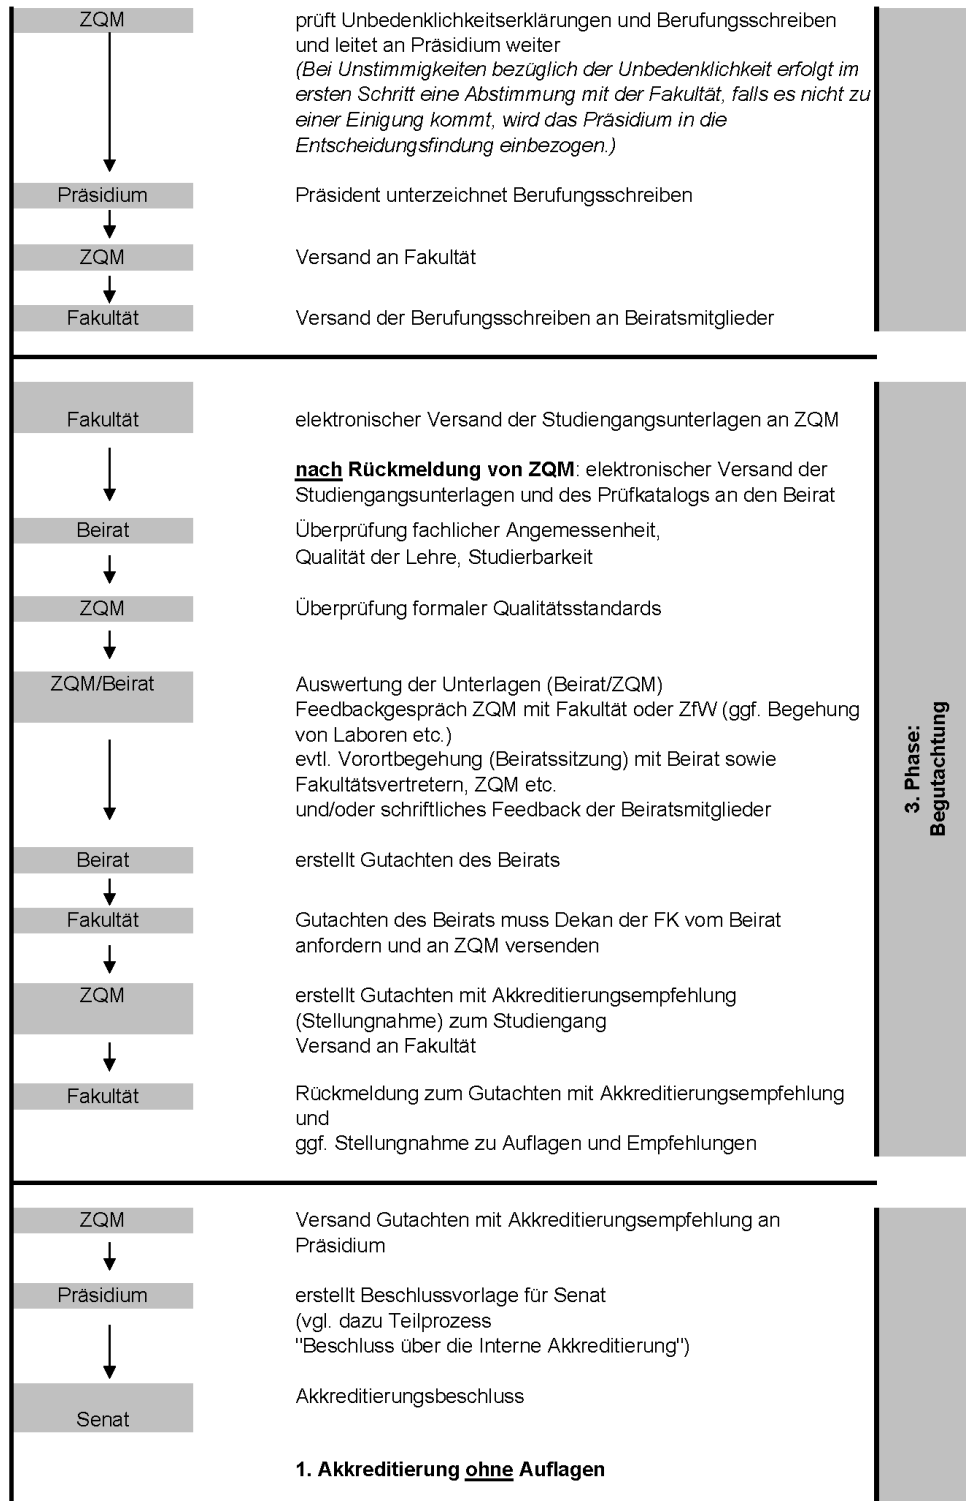 ZQM
prüft Unbedenklichkeitserklärungen und Berufungsschreiben
und leitet an Präsidium weiter
(Bei Unstimmigkeiten bezüglich der Unbedenklichkeit erfolgt im
ersten Schritt eine Abstimmung mit der Fakultät, falls es nicht zu
einer Einigung kommt, wird das Präsidium in die
Entscheidungsfindung einbezogen.)
Präsidium
Präsident unterzeichnet Berufungsschreiben
ZQM
Versand an Fakultät
Fakultät
Versand der Berufungsschreiben an Beiratsmitglieder
Fakultät
elektronischer Versand der Studiengangsunterlagen an ZQM
nach Rückmeldung von ZQM: elektronischer Versand der
Studiengangsunterlagen und des Prüfkatalogs an den Beirat
Beirat
Überprüfung fachlicher Angemessenheit,
Qualität der Lehre, Studierbarkeit
ZQM
Überprüfung formaler Qualitätsstandards
ZQM/Beirat
Auswertung der Unterlagen (Beirat/ZQM)
Feedbackgespräch ZQM mit Fakultät oder ZfW (ggf. Begehung
von Laboren etc.)
evtl. Vorortbegehung (Beiratssitzung) mit Beirat sowie
Fakultätsvertretern, ZQM etc.
und/oder schriftliches Feedback der Beiratsmitglieder
Beirat
erstellt Gutachten des Beirats
Fakultät
Gutachten des Beirats muss Dekan der FK vom Beirat
anfordern und an ZQM versenden
ZQM
erstellt Gutachten mit Akkreditierungsempfehlung
(Stellungnahme) zum Studiengang
Versand an Fakultät
Fakultät
Rückmeldung zum Gutachten mit Akkreditierungsempfehlung
und
ggf. Stellungnahme zu Auflagen und Empfehlungen
3. Phase:
Begutachtung
ZQM
Versand Gutachten mit Akkreditierungsempfehlung an
Präsidium
Präsidium
erstellt Beschlussvorlage für Senat
(vgl. dazu Teilprozess
"Beschluss über die Interne Akkreditierung")
Senat
Akkreditierungsbeschluss
1. Akkreditierung ohne Auflagen